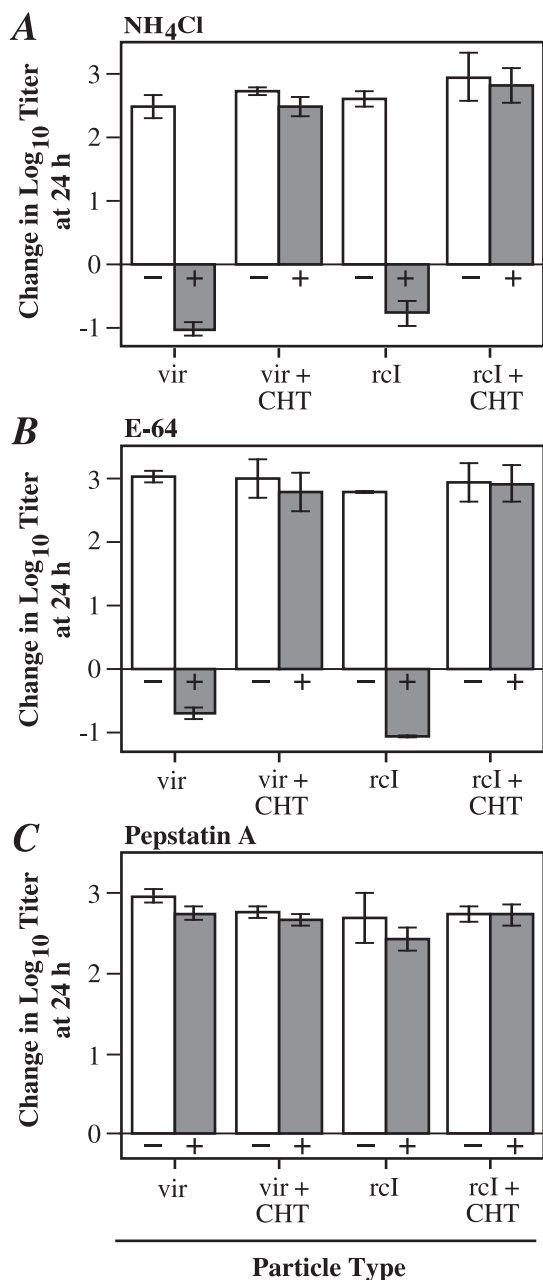 A NH4Cl
Change in Log10 Titer
at 24 h
3
2
1
0
-1
− + − + − + − +
vir vir + CHT rcI rcI + CHT
B E-64
Change in Log10 Titer
at 24 h
3
2
1
0
-1
− + − + − + − +
vir vir + CHT rcI rcI + CHT
C Pepstatin A
Change in Log10 Titer
at 24 h
3
2
1
0
− + − + − + − +
vir vir + CHT rcI rcI + CHT
Particle Type